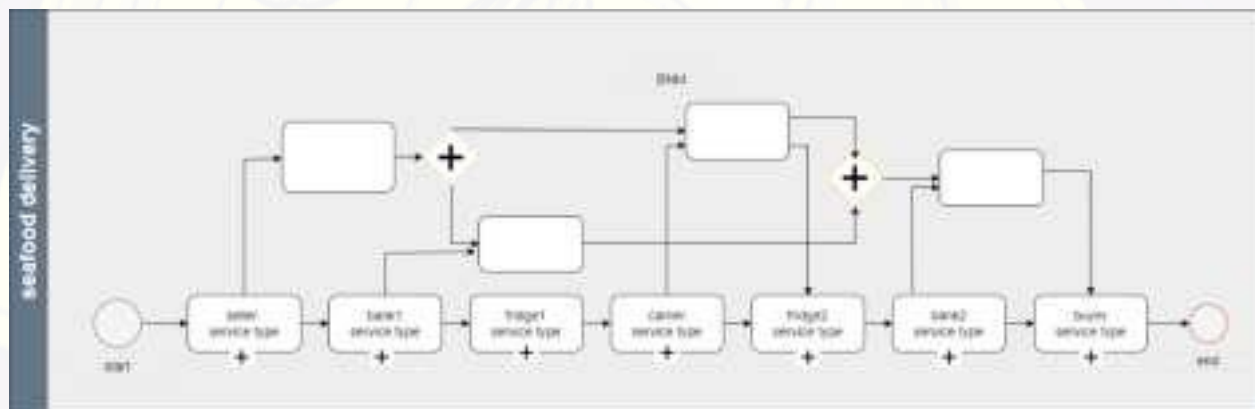 seafood delivery
start
seller
service type
bank1
service type
fridge1
service type
carrier
service type
fridge2
service type
bank2
service type
buyer
service type
end